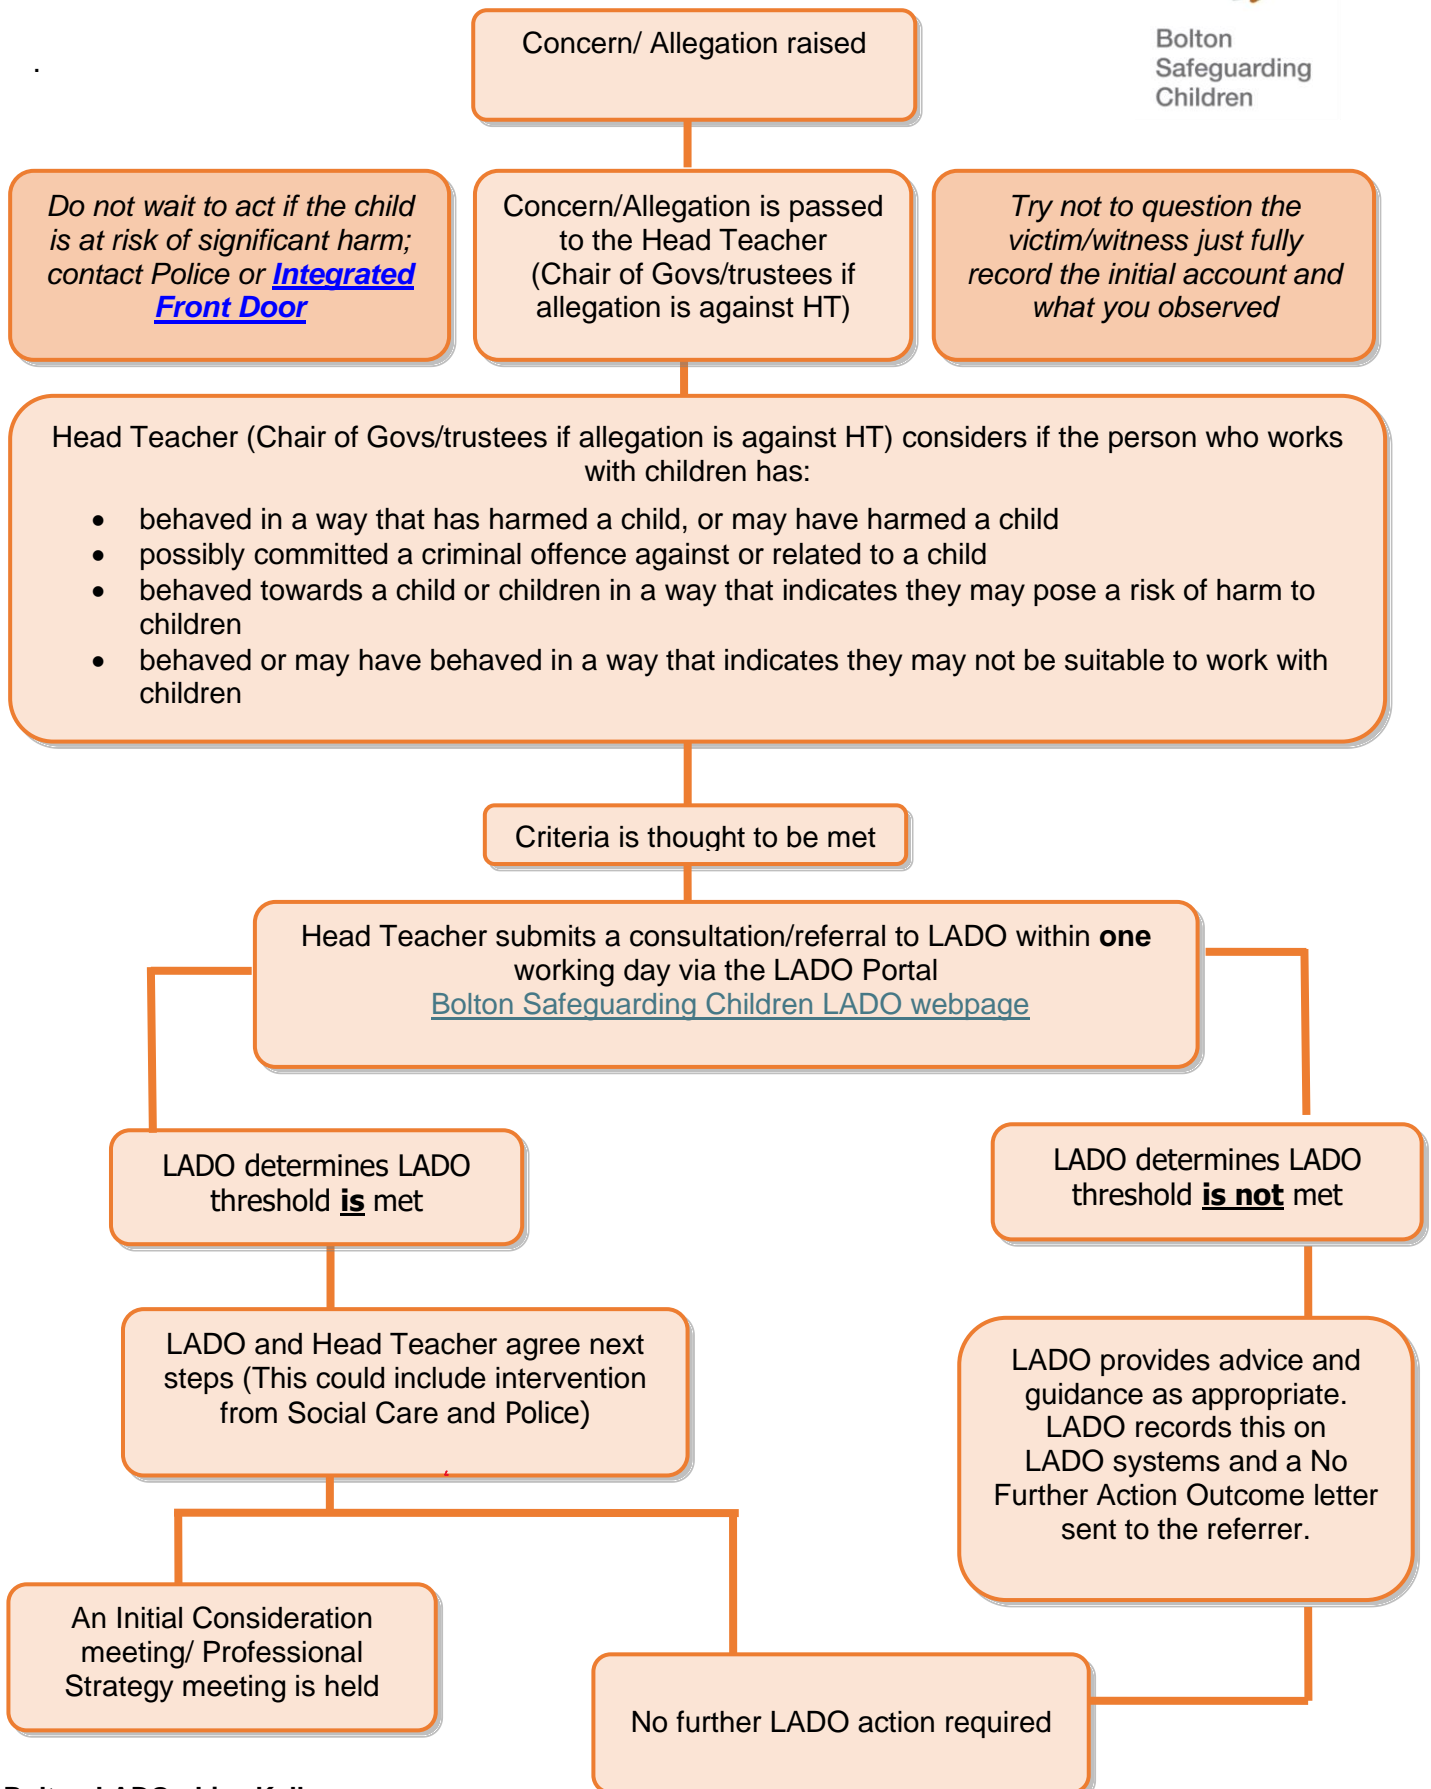 Bolton
Safeguarding
Children
Concern/ Allegation raised
.
Do not wait to act if the child
is at risk of significant harm;
contact Police or Integrated
Front Door
Concern/Allegation is passed
to the Head Teacher
(Chair of Govs/trustees if
allegation is against HT)
Try not to question the
victim/witness just fully
record the initial account and
what you observed
Head Teacher (Chair of Govs/trustees if allegation is against HT) considers if the person who works
with children has:
• behaved in a way that has harmed a child, or may have harmed a child
• possibly committed a criminal offence against or related to a child
• behaved towards a child or children in a way that indicates they may pose a risk of harm to
children
• behaved or may have behaved in a way that indicates they may not be suitable to work with
children
Criteria is thought to be met
Head Teacher submits a consultation/referral to LADO within one
working day via the LADO Portal
Bolton Safeguarding Children LADO webpage
LADO determines LADO
threshold is met
LADO determines LADO
threshold is not met
LADO and Head Teacher agree next
steps (This could include intervention
from Social Care and Police)
LADO provides advice and
guidance as appropriate.
LADO records this on
LADO systems and a No
Further Action Outcome letter
sent to the referrer.
An Initial Consideration
meeting/ Professional
Strategy meeting is held
No further LADO action required